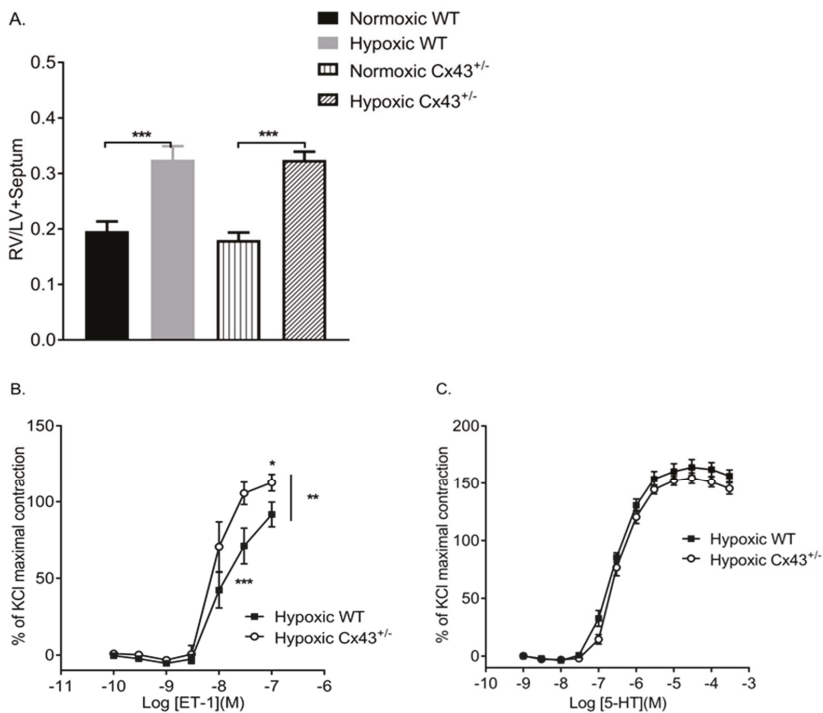 A.
Normoxic WT
Hypoxic WT
Normoxic Cx43+/-
Hypoxic Cx43+/-
0.5
0.4
0.3
0.2
0.1
0.0
RV/LV+Septum
***
***
B.
150
100
50
0
% of KCl maximal contraction
*
**
***
Hypoxic WT
Hypoxic Cx43+/-
-11 -10 -9 -8 -7 -6
Log [ET-1](M)
C.
200
150
100
50
0
% of KCl maximal contraction
Hypoxic WT
Hypoxic Cx43+/-
-10 -9 -8 -7 -6 -5 -4 -3
Log [5-HT](M)